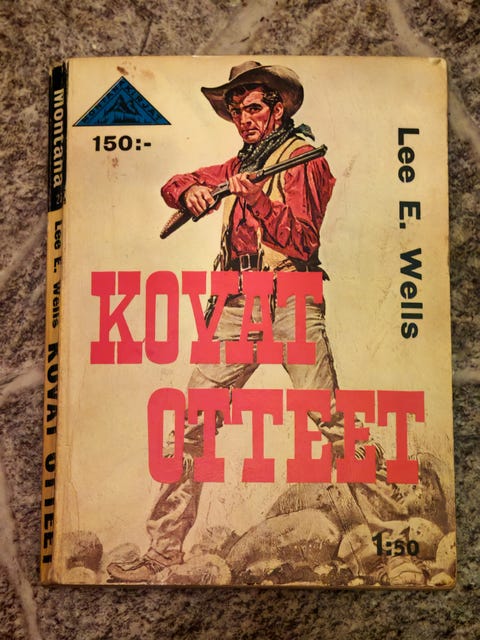 150:-
Lee E. Wells
KOVAT
OTTEET
1:50
Montana Lee E. Wells KOVAT OTTEET